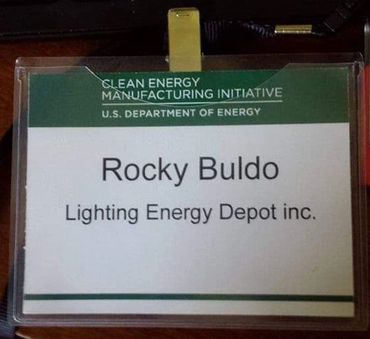 CLEAN ENERGY
MANUFACTURING INITIATIVE
U.S. DEPARTMENT OF ENERGY
Rocky Buldo
Lighting Energy Depot inc.